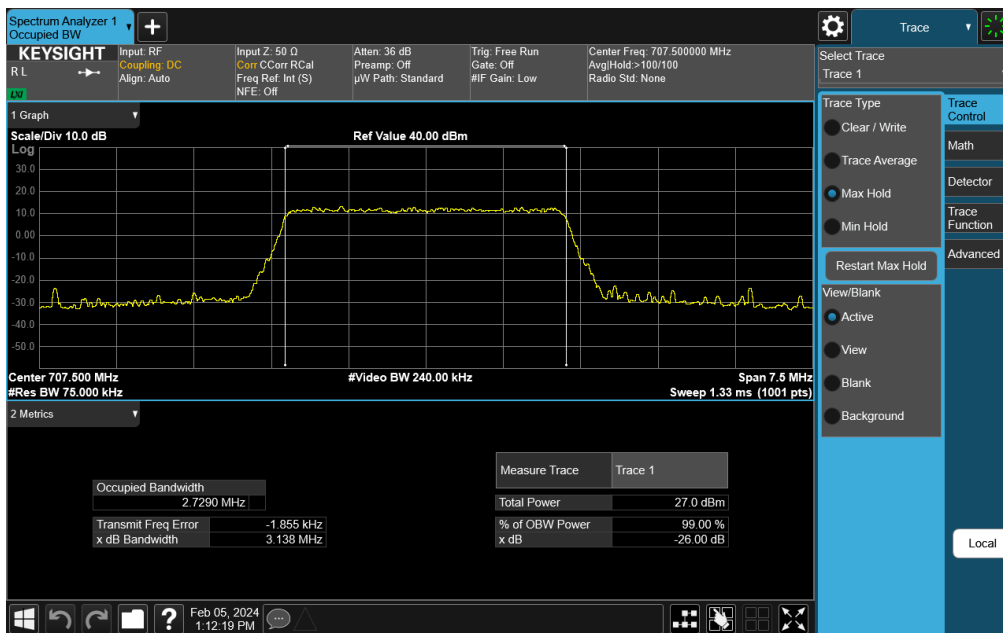 Spectrum Analyzer 1
Occupied BW
Trace
KEYSIGHT
R L
LXI
Input: RF
Coupling: DC
Align: Auto
Input Z: 50 Ω
Corr CCorr RCal
Freq Ref: Int (S)
NFE: Off
Atten: 36 dB
Preamp: Off
µW Path: Standard
Trig: Free Run
Gate: Off
#IF Gain: Low
Center Freq: 707.500000 MHz
Avg|Hold:>100/100
Radio Std: None
Select Trace
Trace 1
1 Graph
Scale/Div 10.0 dB
Ref Value 40.00 dBm
Log
30.0
20.0
10.0
0.00
-10.0
-20.0
-30.0
-40.0
-50.0
Center 707.500 MHz
#Video BW 240.00 kHz
Span 7.5 MHz
#Res BW 75.000 kHz
Sweep 1.33 ms (1001 pts)
Trace Type
Clear / Write
Trace Average
Max Hold
Min Hold
Restart Max Hold
View/Blank
Active
View
Blank
Background
Trace
Control
Math
Detector
Trace
Function
Advanced
Local
2 Metrics
Occupied Bandwidth
2.7290 MHz
Transmit Freq Error -1.855 kHz
x dB Bandwidth 3.138 MHz
Measure Trace Trace 1
Total Power 27.0 dBm
% of OBW Power 99.00 %
x dB -26.00 dB
?
Feb 05, 2024
1:12:19 PM